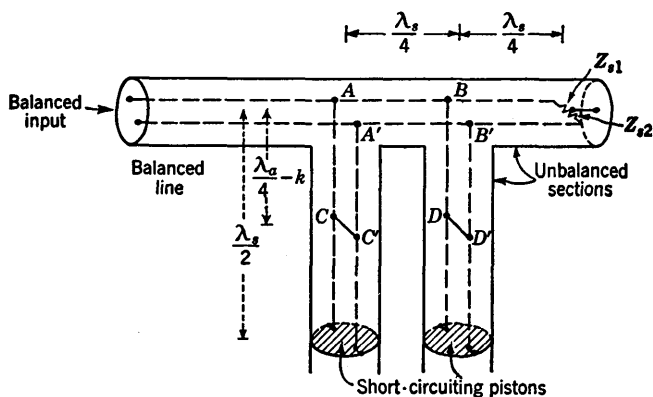 λs/4 λs/4
Zs1
A B
Balanced input
A' B'
Zs2
Balanced line
λa/4 - k
Unbalanced sections
C D
λs/2
C' D'
Short-circuiting pistons